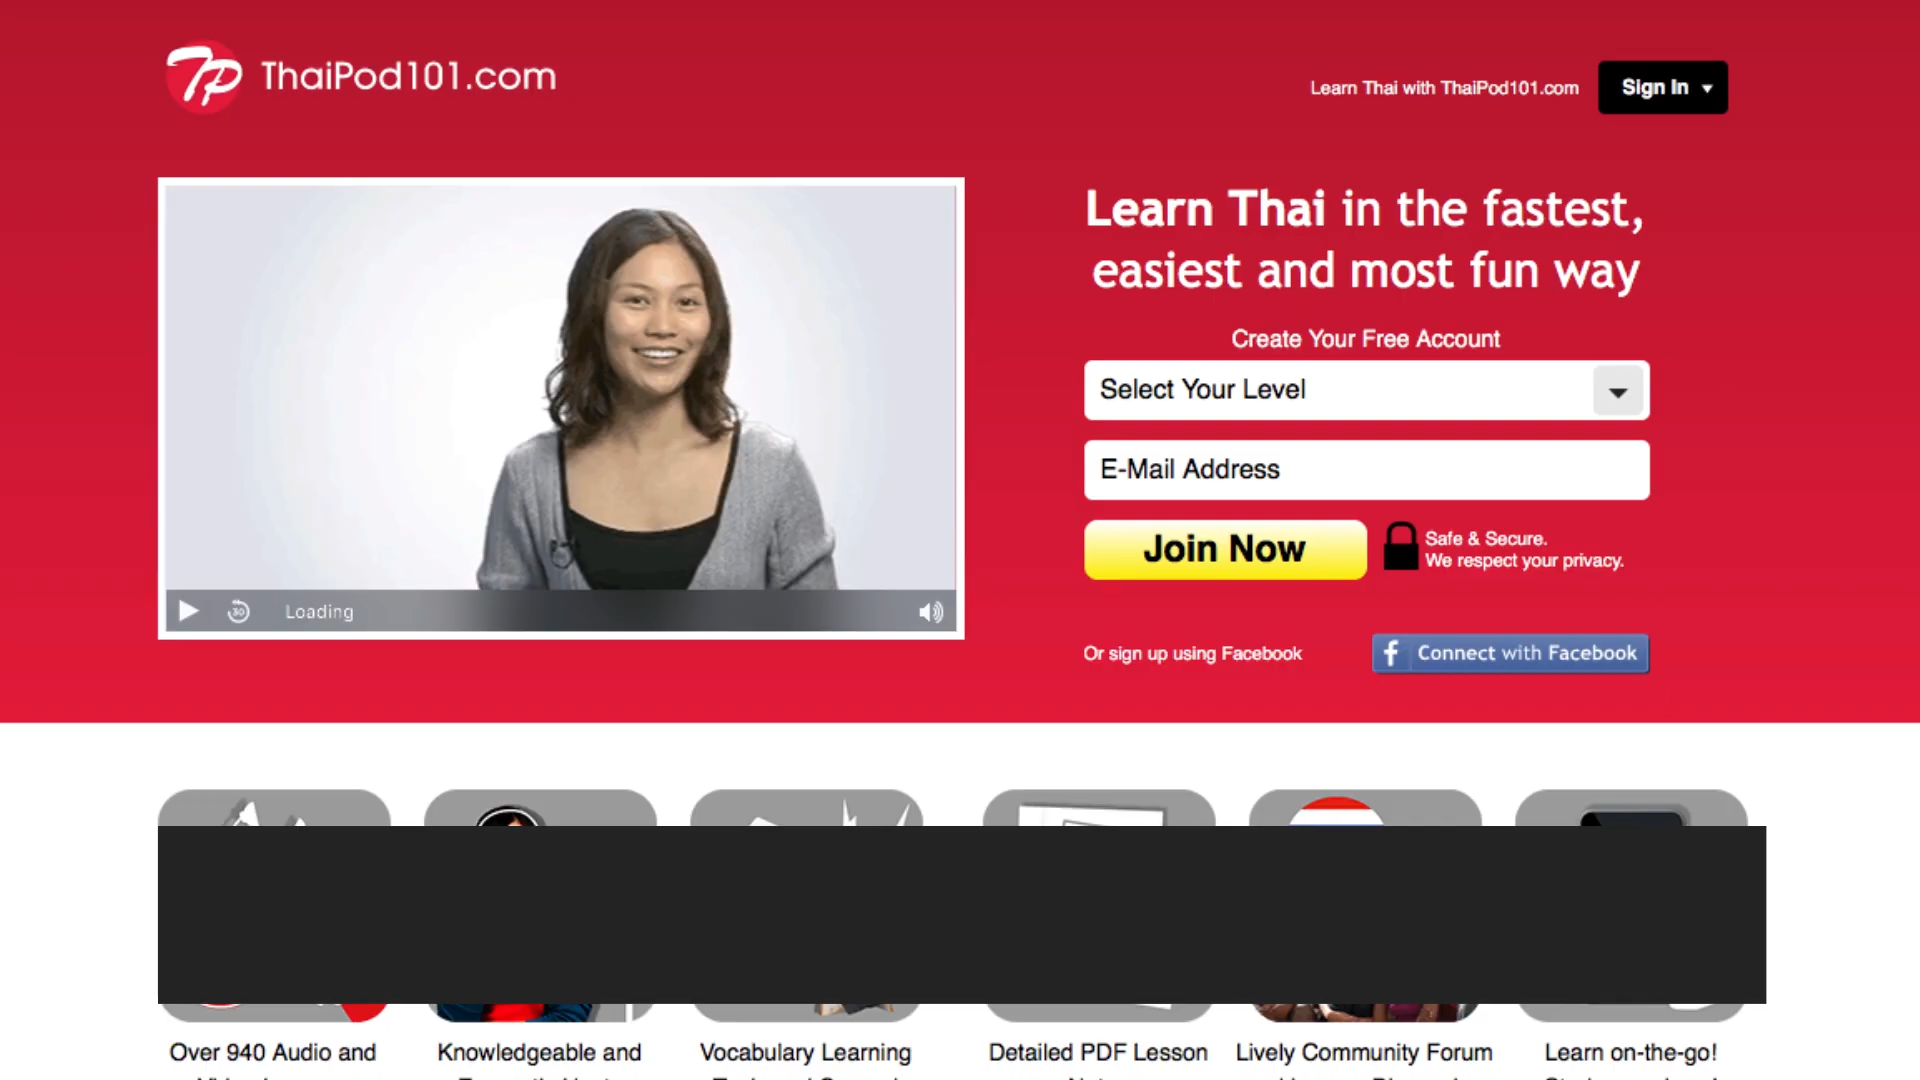 TP ThaiPod101.com
Learn Thai with ThaiPod101.com
Sign In
Learn Thai in the fastest,
easiest and most fun way
Create Your Free Account
Select Your Level
E-Mail Address
Join Now
Safe & Secure.
We respect your privacy.
30
Loading
Or sign up using Facebook
f Connect with Facebook
Over 940 Audio and
Knowledgeable and
Vocabulary Learning
Detailed PDF Lesson
Lively Community Forum
Learn on-the-go!